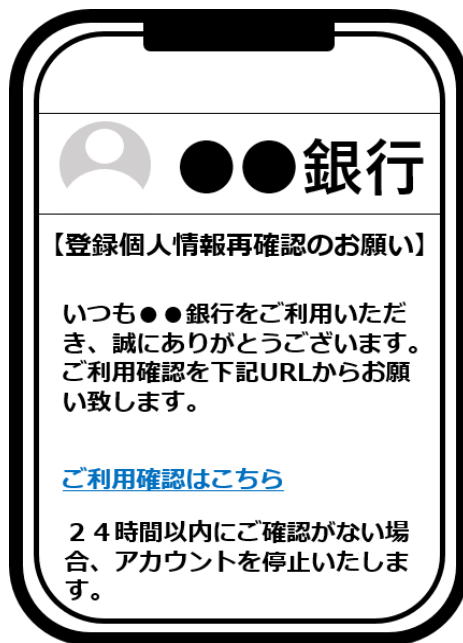 ●●銀行
【登録個人情報再確認のお願い】
いつも●●銀行をご利用いただ
き、誠にありがとうございます。
ご利用確認を下記URLからお願
い致します。
ご利用確認はこちら
２４時間以内にご確認がない場
合、アカウントを停止いたしま
す。